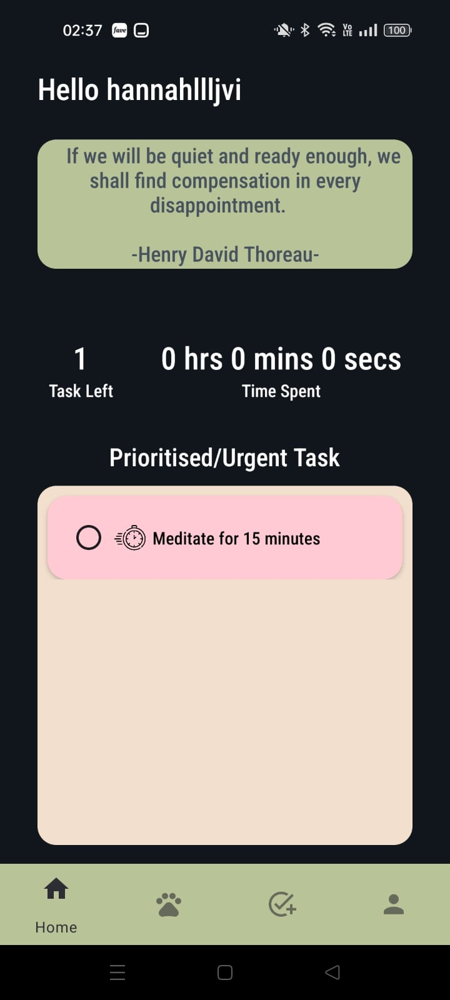 02:37 fave VO LTE 100
Hello hannahllljvi
If we will be quiet and ready enough, we
shall find compensation in every
disappointment.
-Henry David Thoreau-
1 0 hrs 0 mins 0 secs
Task Left Time Spent
Prioritised/Urgent Task
Meditate for 15 minutes
Home